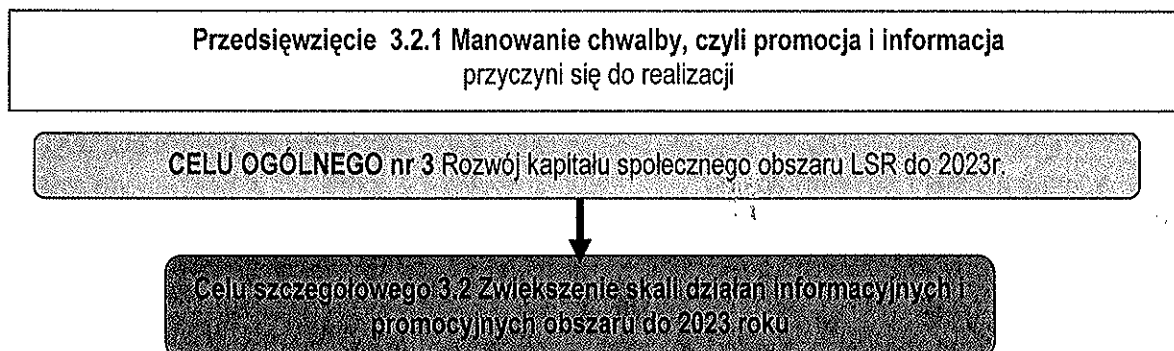 Przedsięwzięcie 3.2.1 Manowanie chwalby, czyli promocja i informacja
przyczyni się do realizacji
CELU OGÓLNEGO nr 3 Rozwój kapitału społecznego obszaru LSR do 2023r.
Celu szczegółowego 3.2 Zwiększenie skali działań informacyjnych i
promocyjnych obszaru do 2023 roku